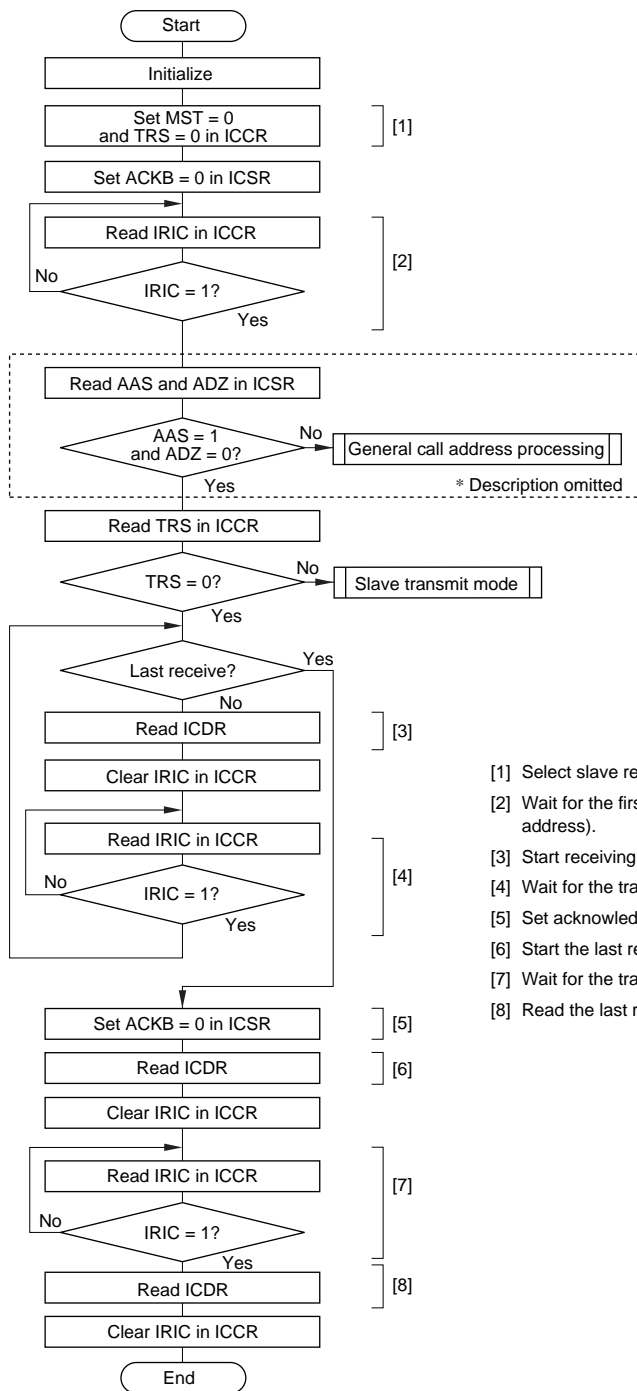 Start
Initialize
Set MST = 0
and TRS = 0 in ICCR
[1]
Set ACKB = 0 in ICSR
Read IRIC in ICCR
[2]
No
IRIC = 1?
Yes
Read AAS and ADZ in ICSR
AAS = 1
and ADZ = 0?
No
General call address processing
Yes
* Description omitted
Read TRS in ICCR
TRS = 0?
No
Slave transmit mode
Yes
Last receive?
Yes
No
Read ICDR
[3]
Clear IRIC in ICCR
Read IRIC in ICCR
[4]
No
IRIC = 1?
Yes
[1] Select slave re
[2] Wait for the firs
address).
[3] Start receiving
[4] Wait for the tra
[5] Set acknowled
[6] Start the last re
[7] Wait for the tra
[8] Read the last r
Set ACKB = 0 in ICSR
[5]
Read ICDR
[6]
Clear IRIC in ICCR
Read IRIC in ICCR
[7]
No
IRIC = 1?
Yes
Read ICDR
[8]
Clear IRIC in ICCR
End